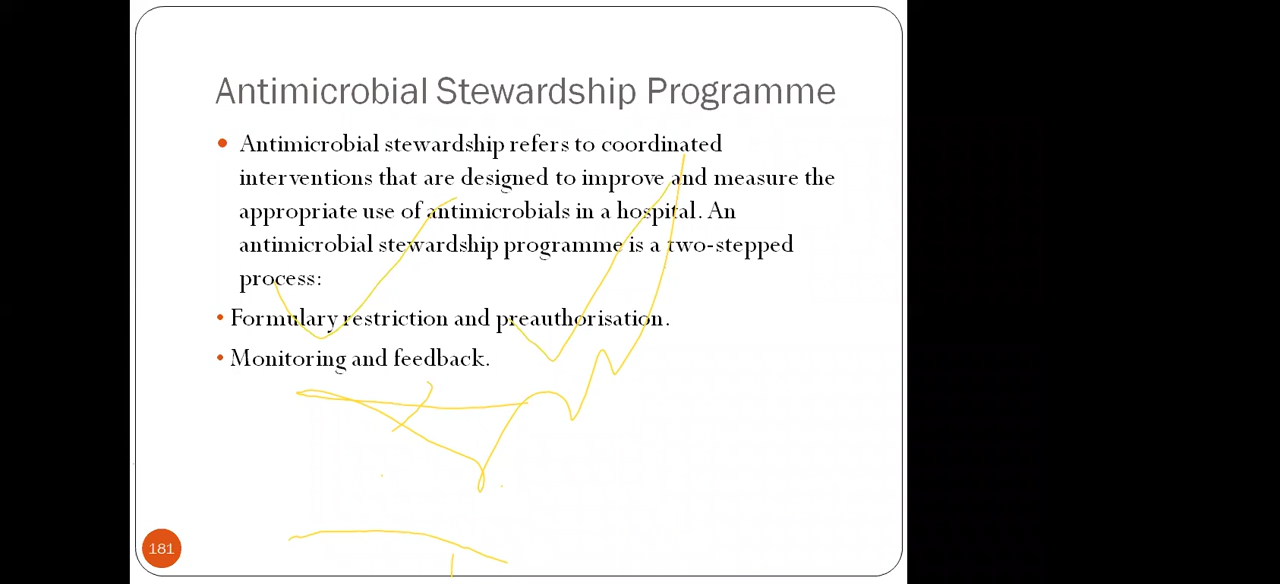 Antimicrobial Stewardship Programme
• Antimicrobial stewardship refers to coordinated
interventions that are designed to improve and measure the
appropriate use of antimicrobials in a hospital. An
antimicrobial stewardship programme is a two-stepped
process:
• Formulary restriction and preauthorisation.
• Monitoring and feedback.
181